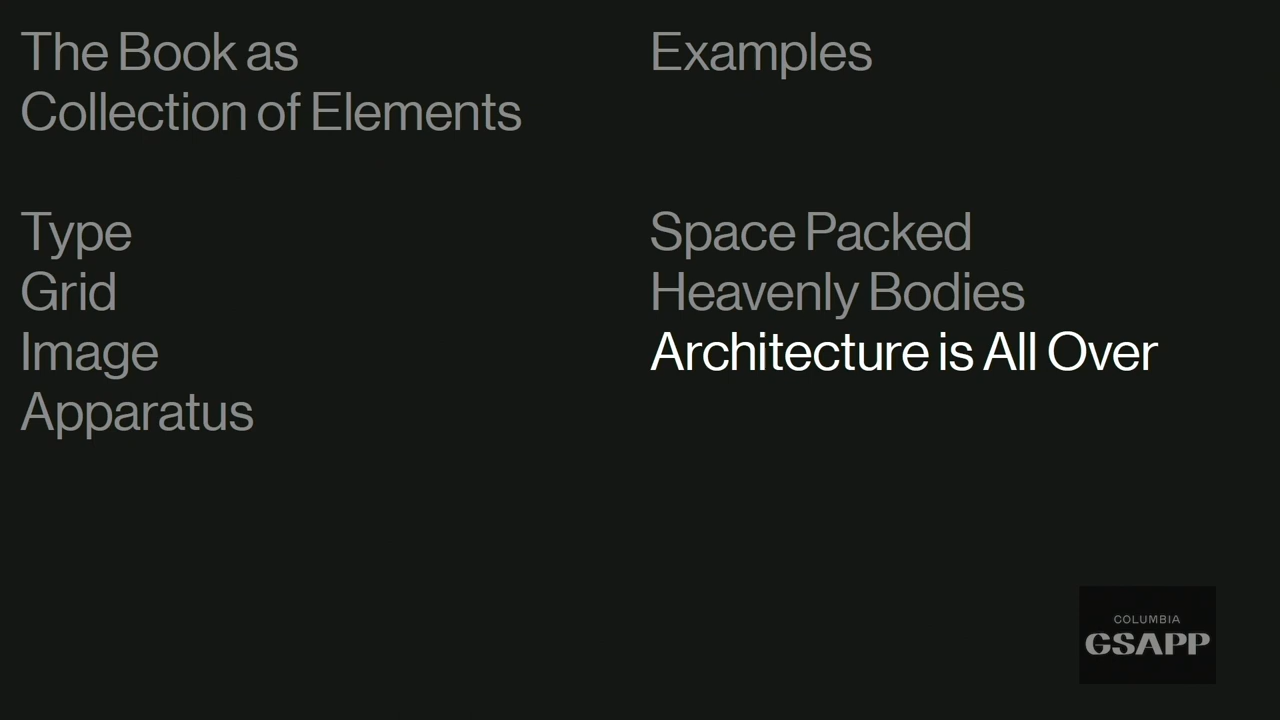 The Book as
Collection of Elements
Type
Grid
Image
Apparatus
Examples
Space Packed
Heavenly Bodies
Architecture is All Over
COLUMBIA
GSAPP